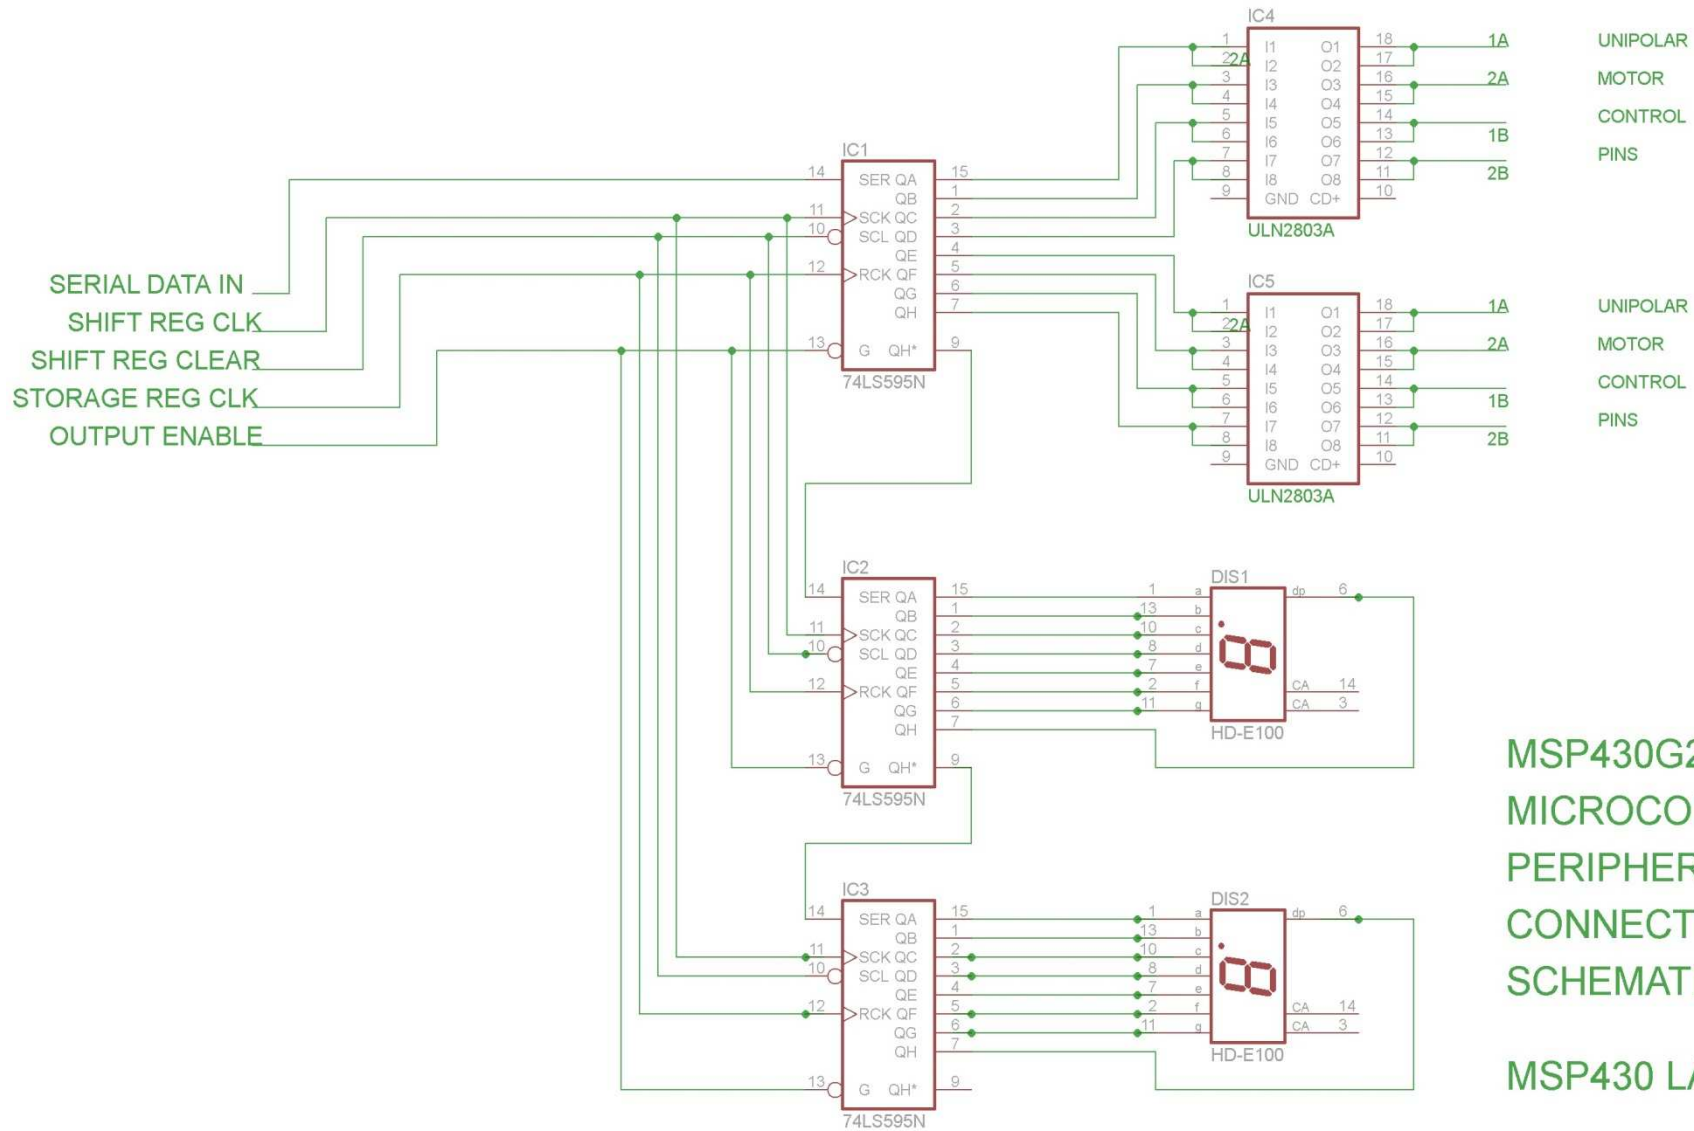 IC4
1 I1 O1 18 1A UNIPOLAR
2 2A I2 O2 17
3 I3 O3 16 2A MOTOR
4 I4 O4 15
5 I5 O5 14 CONTROL
6 I6 O6 13 1B
7 I7 O7 12 PINS
8 I8 O8 11 2B
9 GND CD+ 10
ULN2803A
IC1
14 SER QA 15
QB 1
11 SCK QC 2
10 SCL QD 3
QE 4
12 RCK QF 5
QG 6
QH 7
13 G QH* 9
74LS595N
SERIAL DATA IN
SHIFT REG CLK
SHIFT REG CLEAR
STORAGE REG CLK
OUTPUT ENABLE
IC5
1 I1 O1 18 1A UNIPOLAR
2 2A I2 O2 17
3 I3 O3 16 2A MOTOR
4 I4 O4 15
5 I5 O5 14 CONTROL
6 I6 O6 13 1B
7 I7 O7 12 PINS
8 I8 O8 11 2B
9 GND CD+ 10
ULN2803A
IC2
14 SER QA 15
QB 1
11 SCK QC 2
10 SCL QD 3
QE 4
12 RCK QF 5
QG 6
QH 7
13 G QH* 9
74LS595N
DIS1
1 a dp 6
13 b
10 c
8 d
7 e
2 f CA 14
11 g CA 3
HD-E100
IC3
14 SER QA 15
QB 1
11 SCK QC 2
10 SCL QD 3
QE 4
12 RCK QF 5
QG 6
QH 7
13 G QH* 9
74LS595N
DIS2
1 a dp 6
13 b
10 c
8 d
7 e
2 f CA 14
11 g CA 3
HD-E100
MSP430G2
MICROCO
PERIPHER
CONNECT
SCHEMAT
MSP430 LA